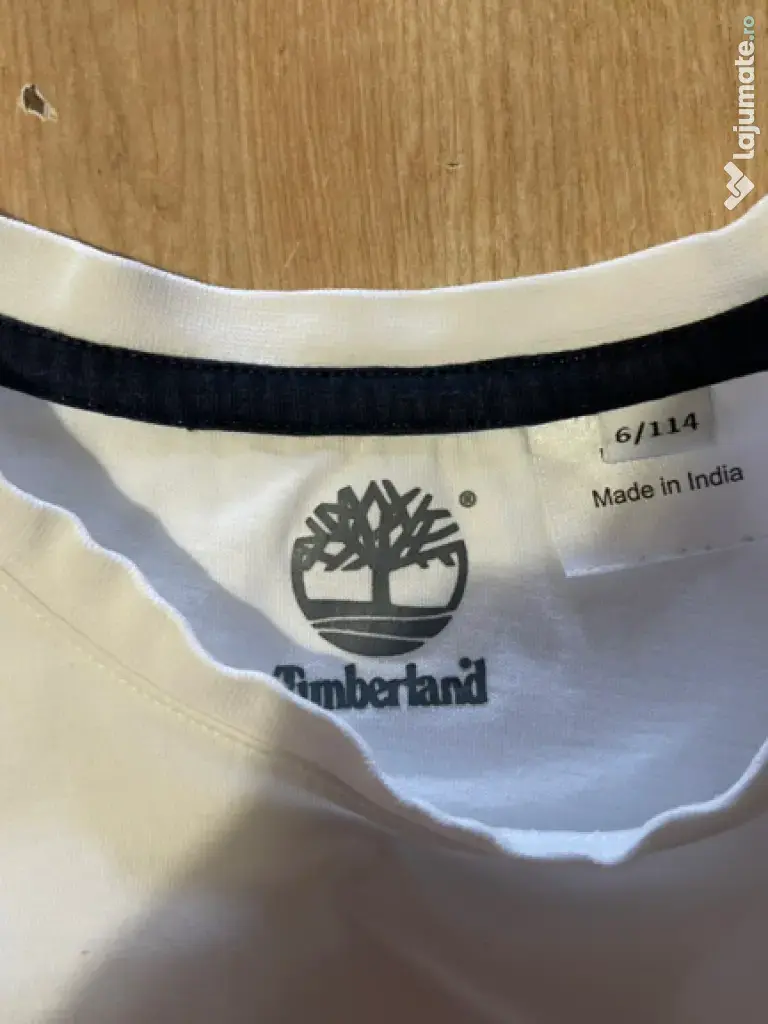 lajumate.ro
6/114
Made in India
®
Timberland